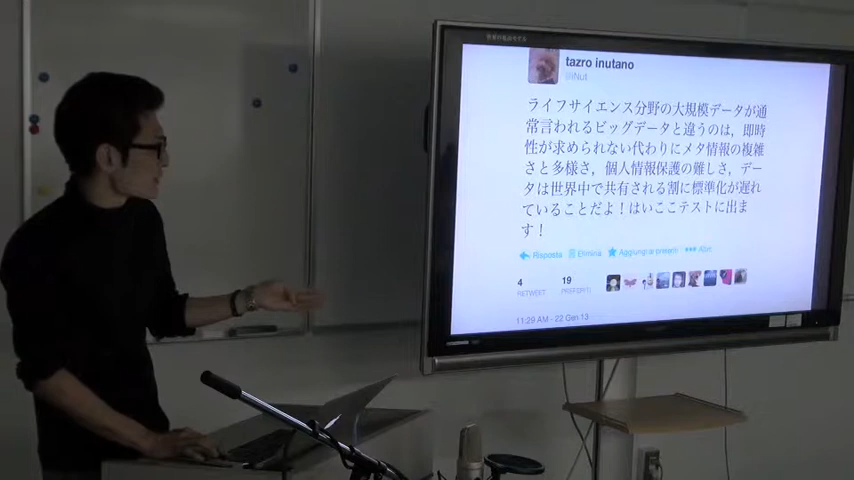 tazro inutano
@iNut
ライフサイエンス分野の大規模データが通
常言われるビッグデータと違うのは，即時
性が求められない代わりにメタ情報の複雑
さと多様さ，個人情報保護の難しさ，デー
タは世界中で共有される割に標準化が遅れ
ていることだよ！はいここテストに出ま
す！
Risposta Elimina Aggiungi ai preferiti Altri
4 19
RETWEET PREFERITI
11:29 AM - 22 Gen 13